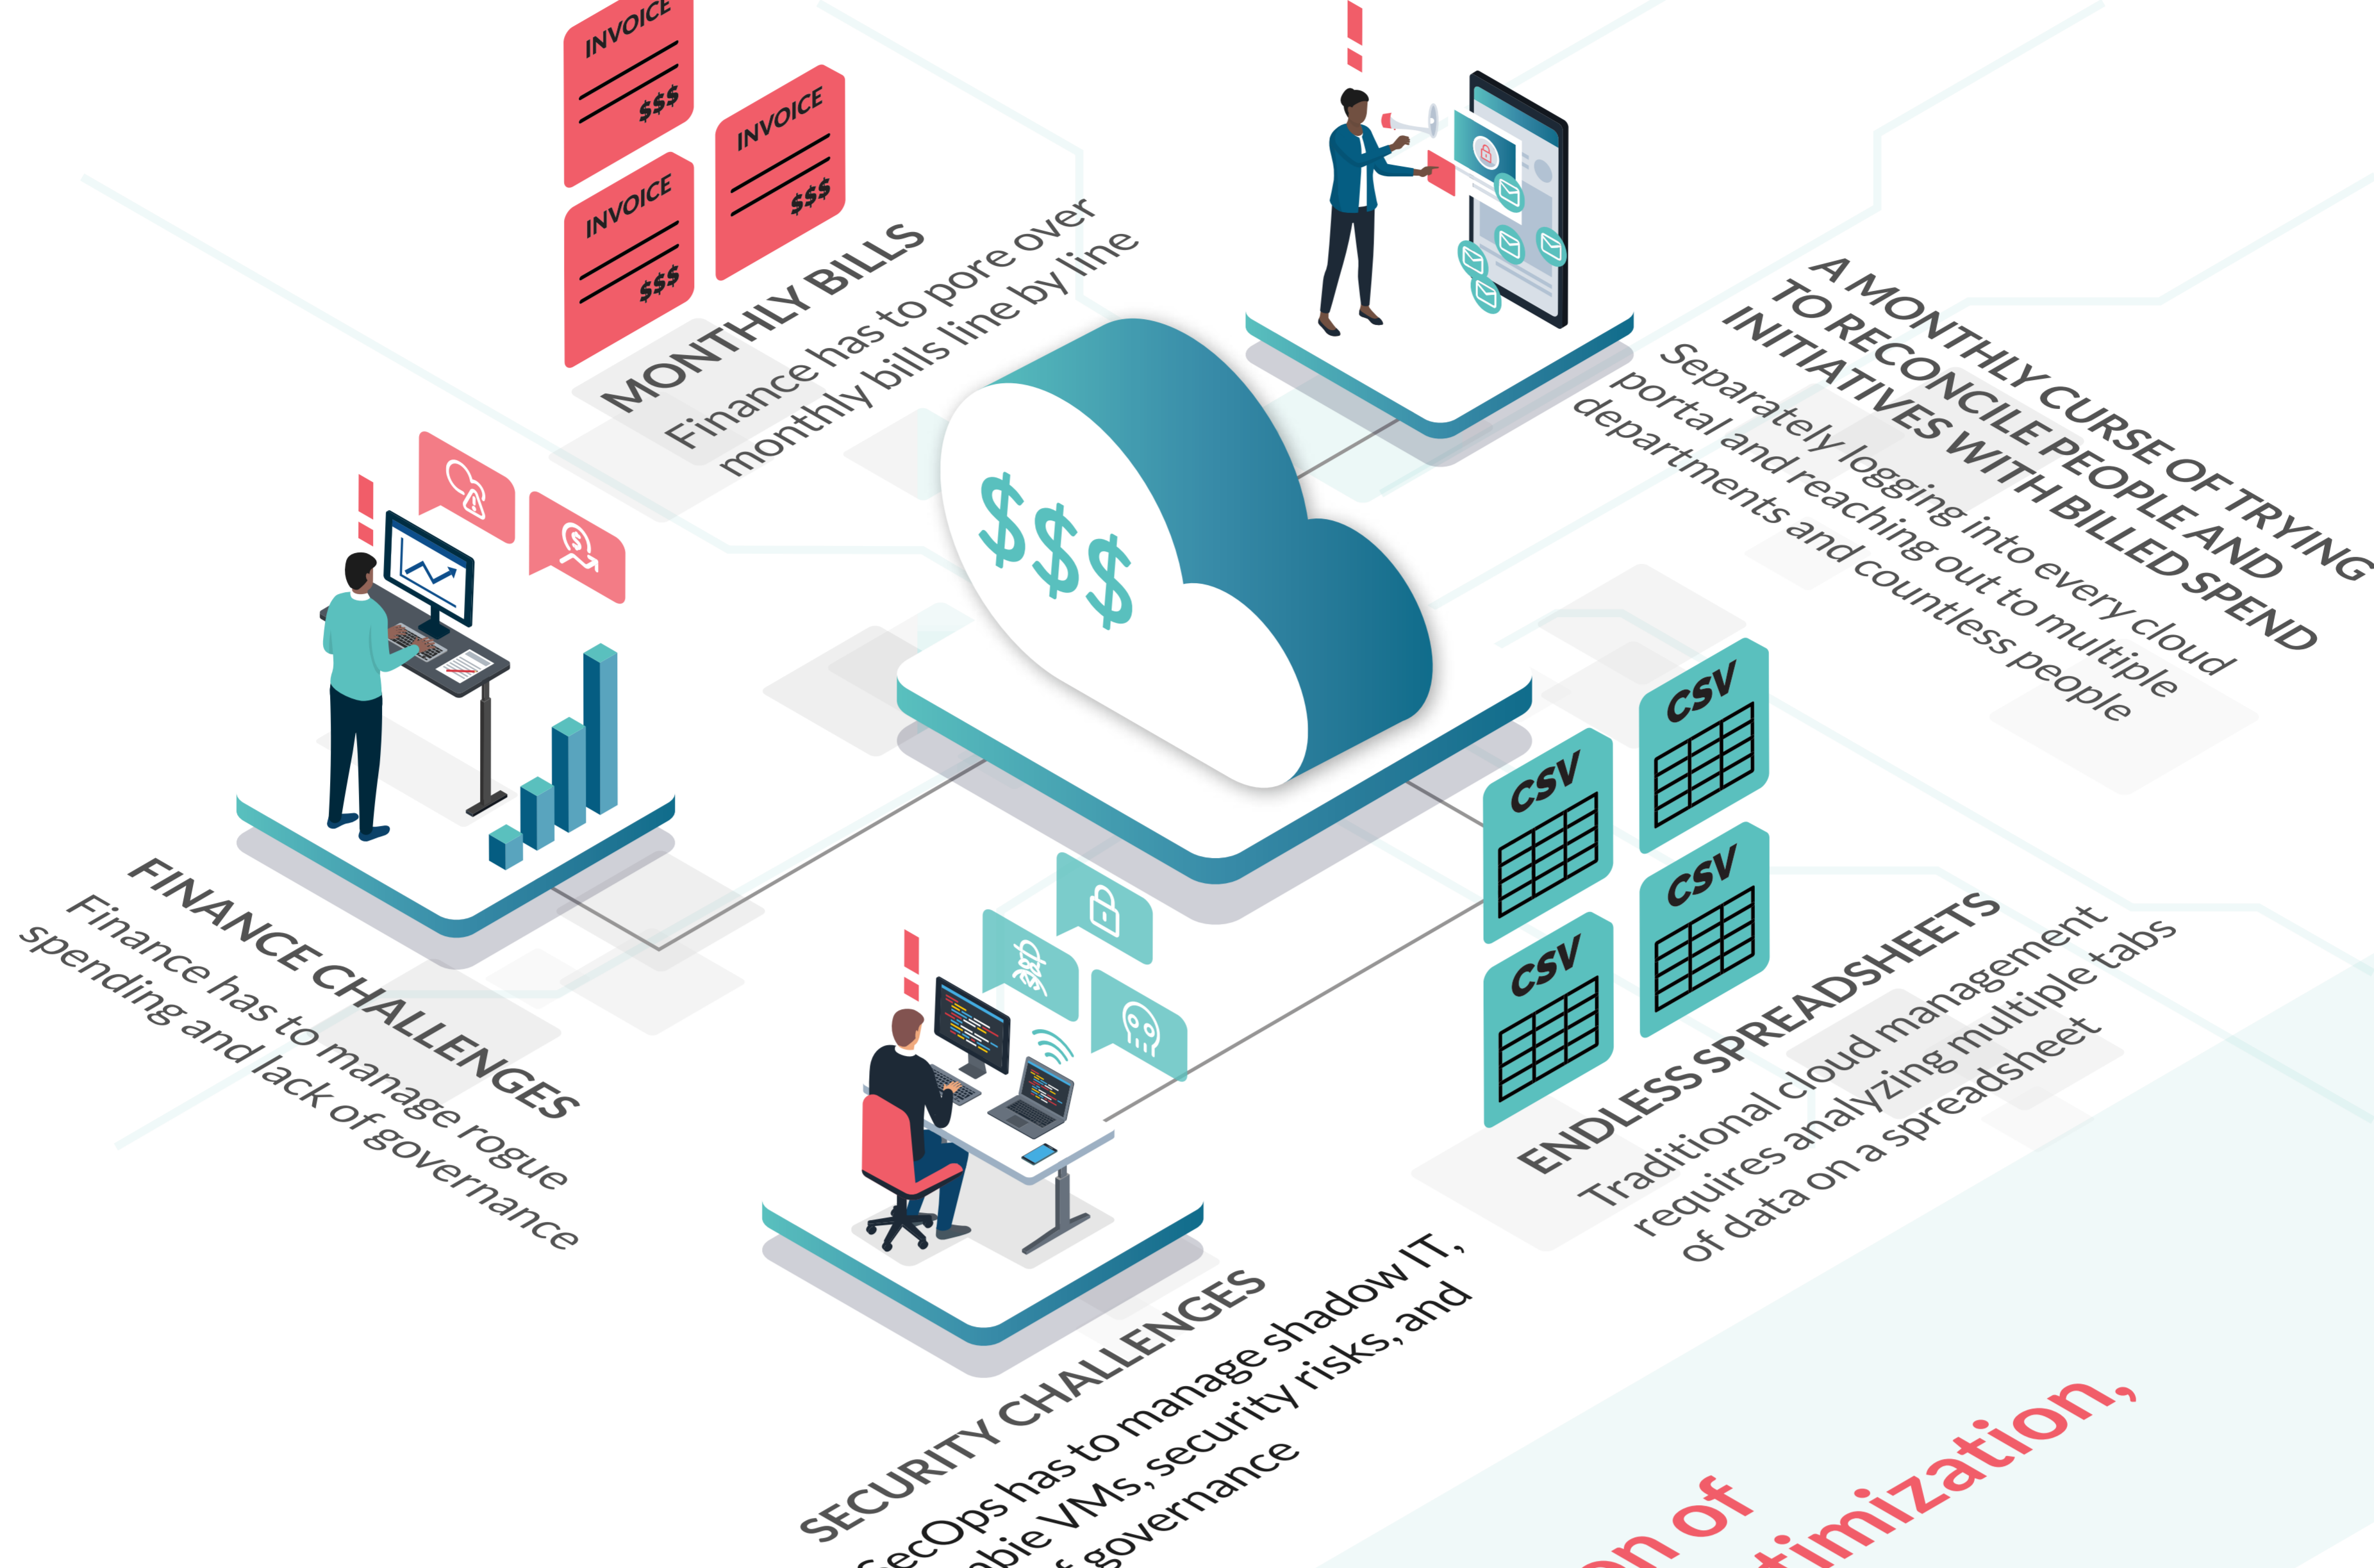 INVOICE
$$$
INVOICE
$$$
INVOICE
$$$
MONTHLY BILLS
Finance has to pore over
monthly bills line by line
A MONTHLY CURSE OF TRYING
TO RECONCILE PEOPLE AND
INITIATIVES WITH BILLED SPEND
Separately logging into every cloud
portal and reaching out to multiple
departments and countless people
$$$
$
FINANCE CHALLENGES
Finance has to manage rogue
spending and lack of governance
CSV
CSV
CSV
CSV
ENDLESS SPREADSHEETS
Traditional cloud management
requires analyzing multiple tabs
of data on a spreadsheet
SECURITY CHALLENGES
SecOps has to manage shadow IT,
VMs, security risks, and
governance
of